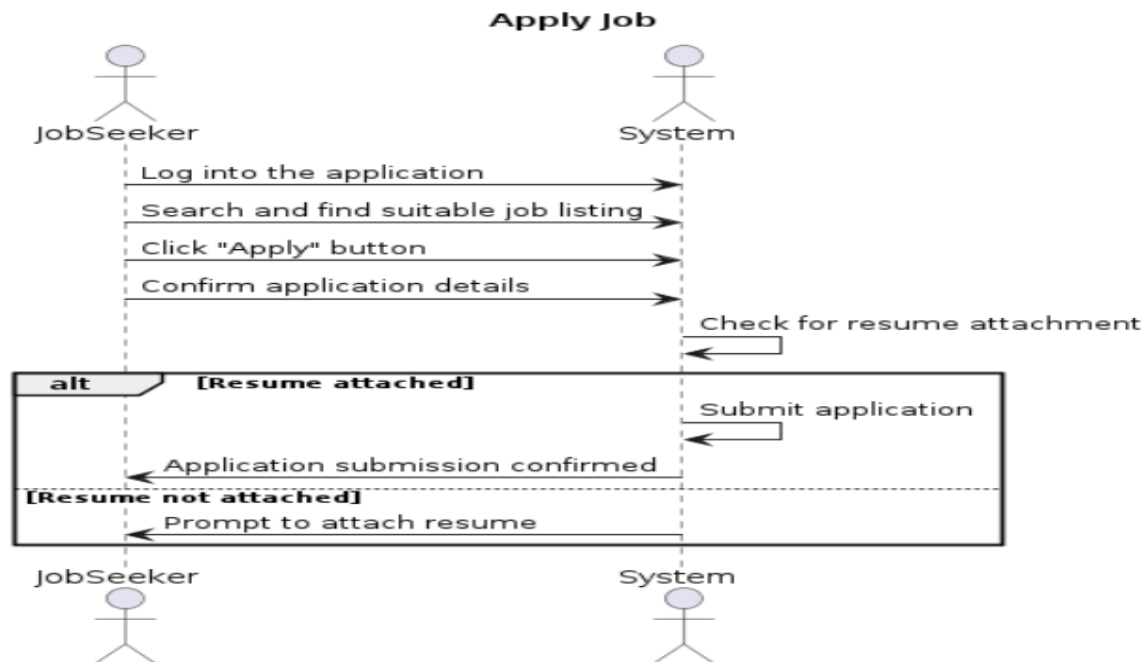 Apply Job
JobSeeker
System
Log into the application
Search and find suitable job listing
Click "Apply" button
Confirm application details
Check for resume attachment
alt
[Resume attached]
Submit application
Application submission confirmed
[Resume not attached]
Prompt to attach resume
JobSeeker
System